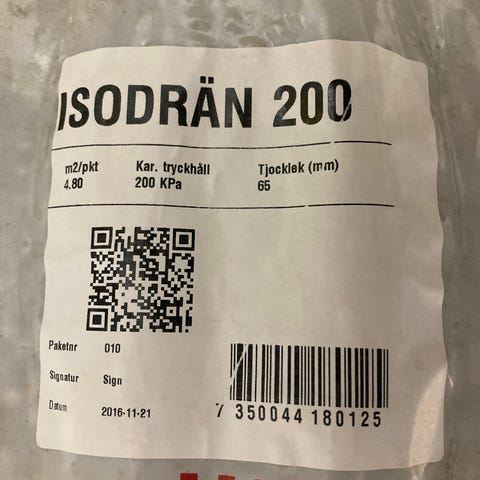 ISODRÄN 200
m2/pkt Kar. tryckhåll Tjocklek (mm)
4.80 200 KPa 65
Paketnr 010
Signatur Sign
Datum 2016-11-21
7 350044 180125